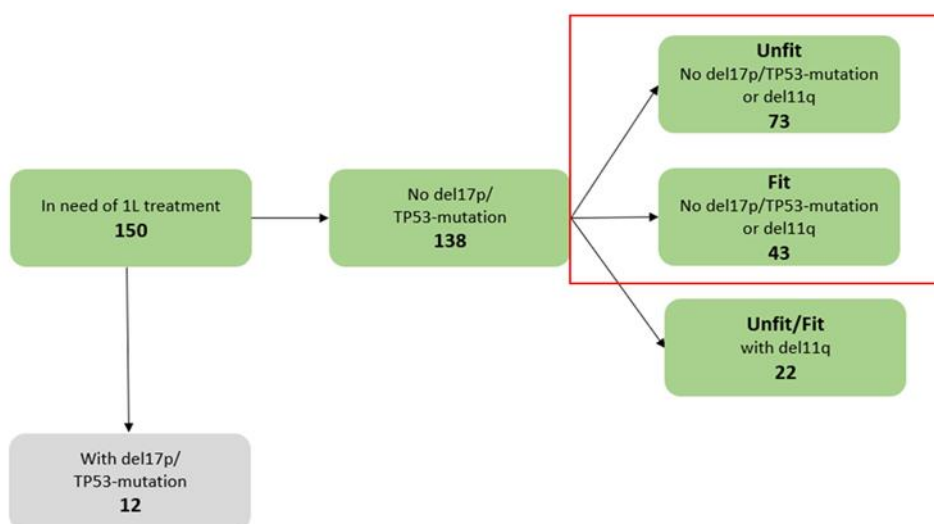 Unfit
No del17p/TP53-mutation
or del11q
73
In need of 1L treatment
150
No del17p/
TP53-mutation
138
Fit
No del17p/TP53-mutation
or del11q
43
Unfit/Fit
with del11q
22
With del17p/
TP53-mutation
12